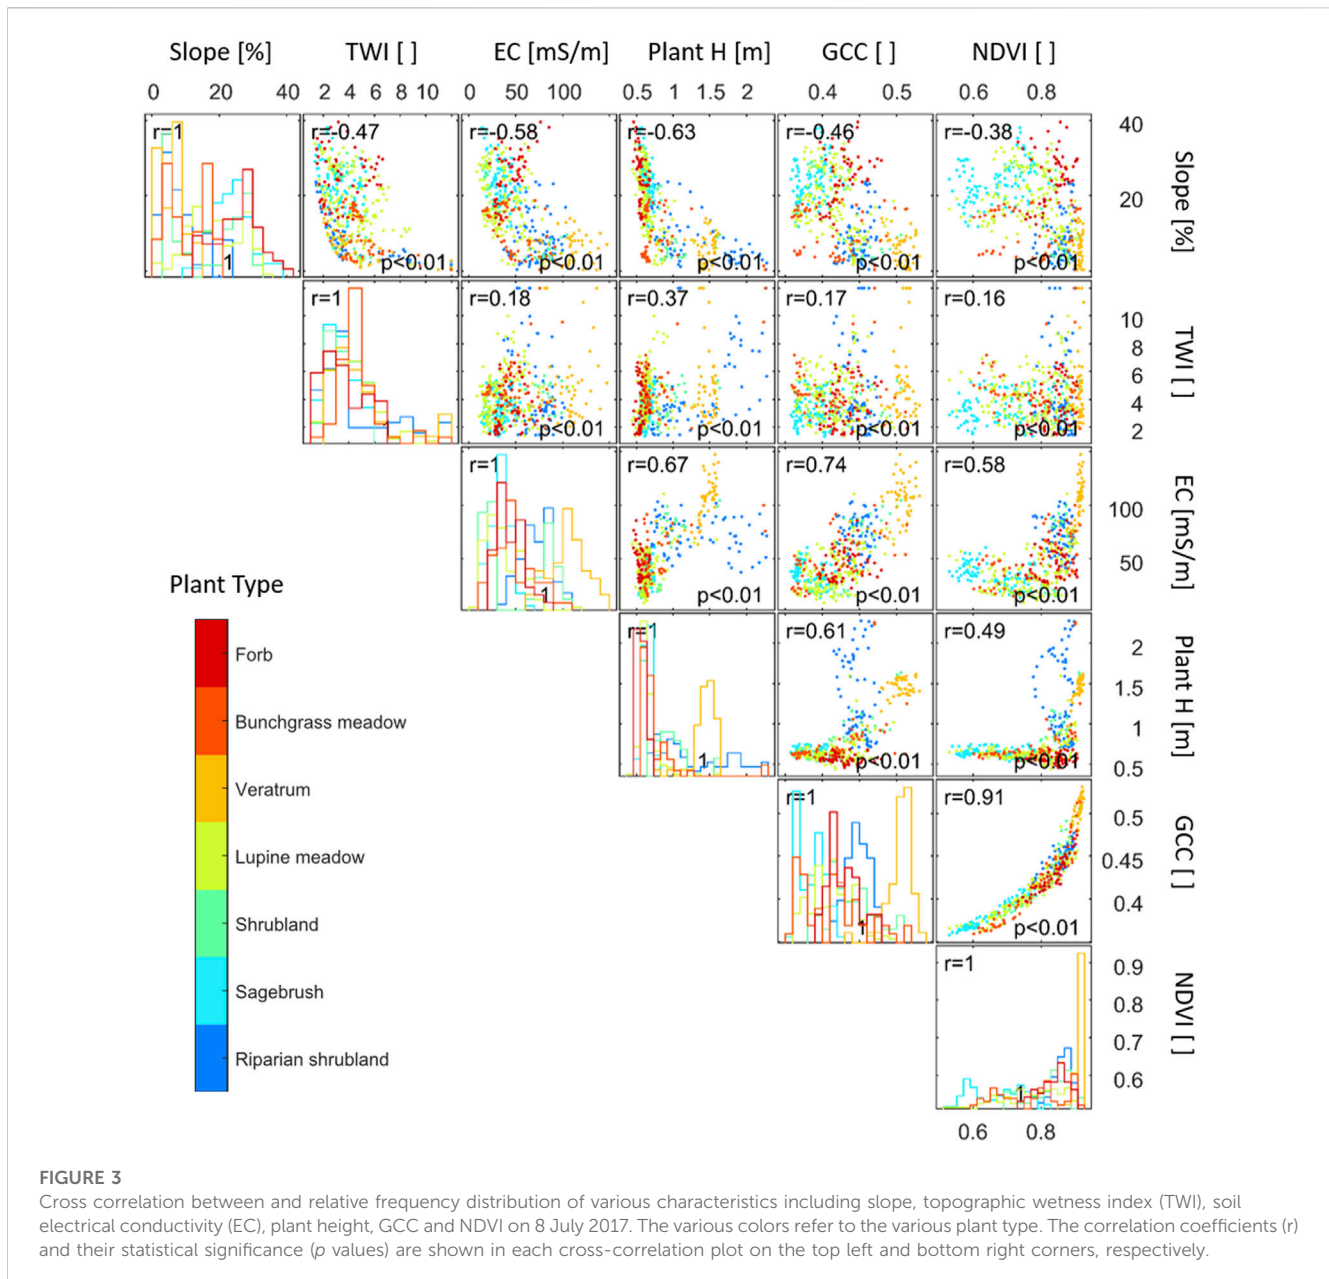 Slope [%] TWI [ ] EC [mS/m] Plant H [m] GCC [ ] NDVI [ ]
0 20 40 2 4 6 8 10 0 50 100 0.5 1 1.5 2 0.4 0.5 0.6 0.8
r=1 r=-0.47 r=-0.58 r=-0.63 r=-0.46 r=-0.38 40
Slope [%]
20
1 p<0.01 p<0.01 p<0.01 p<0.01 p<0.01
r=1 r=0.18 r=0.37 r=0.17 r=0.16
10
8
TWI [ ]
6
4
p<0.01 p<0.01 p<0.01 p<0.01 2
r=1 r=0.67 r=0.74 r=0.58
EC [mS/m]
100
50
1 p<0.01 p<0.01 p<0.01
Plant Type
Forb
Bunchgrass meadow
Veratrum
Lupine meadow
Shrubland
Sagebrush
Riparian shrubland
r=1 r=0.61 r=0.49
2
Plant H [m]
1.5
1
1 p<0.01 p<0.01 0.5
r=1 r=0.91
0.5
GCC [ ]
0.45
0.4
1 p<0.01
r=1 0.9
NDVI [ ]
0.8
0.7
0.6
1
0.6 0.8
FIGURE 3
Cross correlation between and relative frequency distribution of various characteristics including slope, topographic wetness index (TWI), soil
electrical conductivity (EC), plant height, GCC and NDVI on 8 July 2017. The various colors refer to the various plant type. The correlation coefficients (r)
and their statistical significance (p values) are shown in each cross-correlation plot on the top left and bottom right corners, respectively.